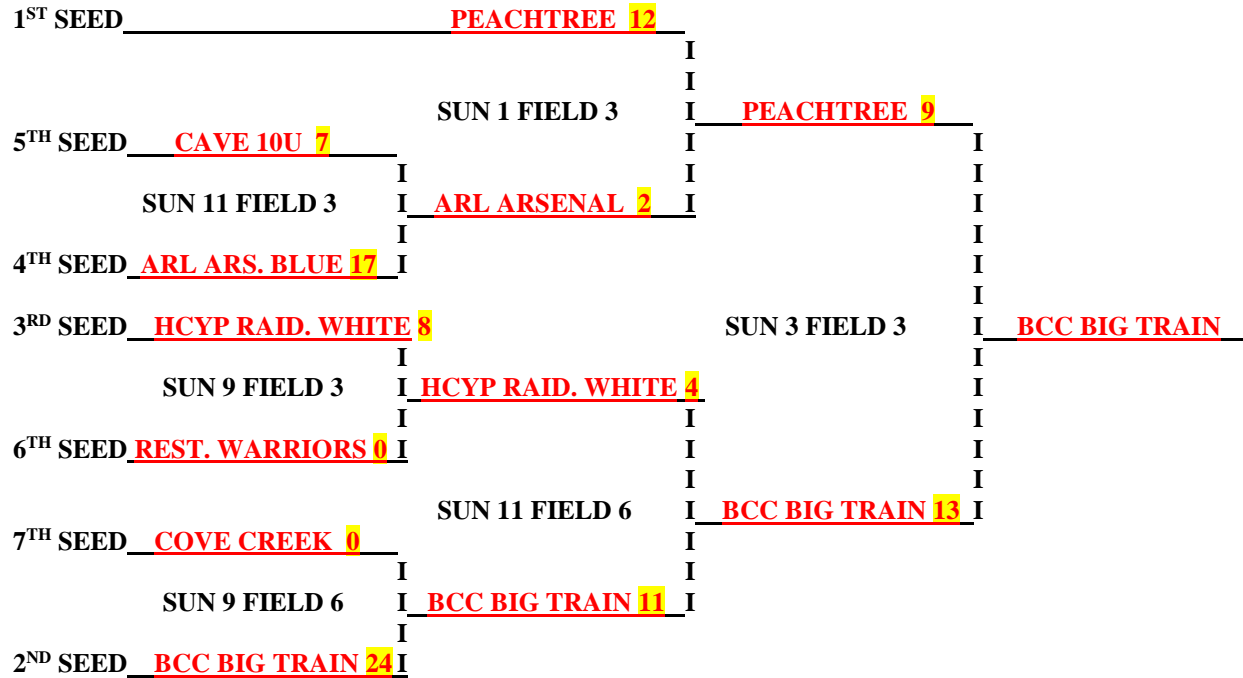 1ST SEED PEACHTREE 12
I
I
SUN 1 FIELD 3 I PEACHTREE 9
5TH SEED CAVE 10U 7 I I
I I I
SUN 11 FIELD 3 I ARL ARSENAL 2 I I
I I
4TH SEED ARL ARS. BLUE 17 I I
I
3RD SEED HCYP RAID. WHITE 8 SUN 3 FIELD 3 I BCC BIG TRAIN
I I
SUN 9 FIELD 3 I HCYP RAID. WHITE 4 I
I I I
6TH SEED REST. WARRIORS 0 I I I
I I
SUN 11 FIELD 6 I BCC BIG TRAIN 13 I
7TH SEED COVE CREEK 0 I
I I
SUN 9 FIELD 6 I BCC BIG TRAIN 11 I
I
2ND SEED BCC BIG TRAIN 24 I